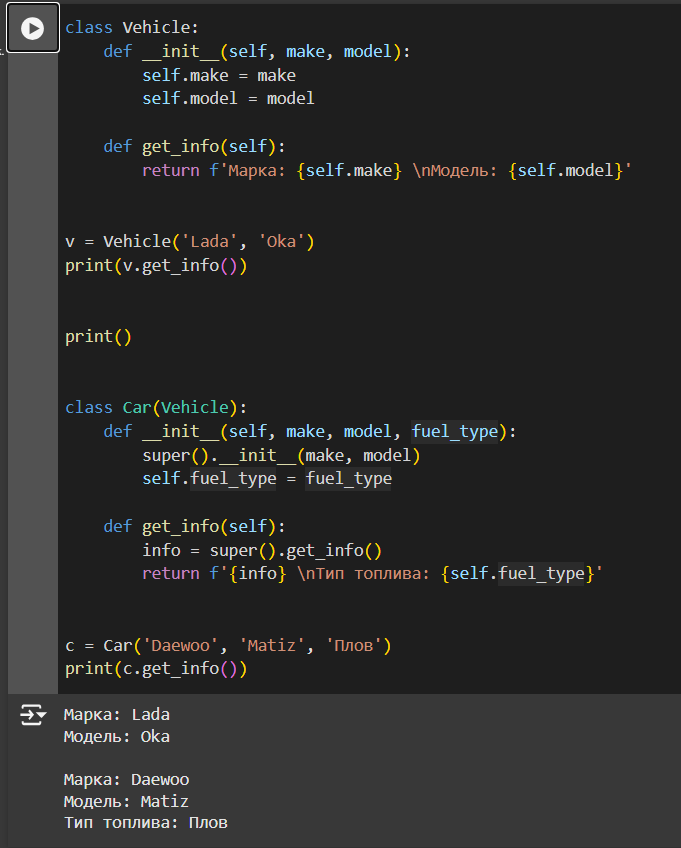 class Vehicle:
    def __init__(self, make, model):
        self.make = make
        self.model = model

    def get_info(self):
        return f'Марка: {self.make} \nМодель: {self.model}'


v = Vehicle('Lada', 'Oka')
print(v.get_info())


print()


class Car(Vehicle):
    def __init__(self, make, model, fuel_type):
        super().__init__(make, model)
        self.fuel_type = fuel_type

    def get_info(self):
        info = super().get_info()
        return f'{info} \nТип топлива: {self.fuel_type}'


c = Car('Daewoo', 'Matiz', 'Плов')
print(c.get_info())
Марка: Lada
Модель: Oka

Марка: Daewoo
Модель: Matiz
Тип топлива: Плов